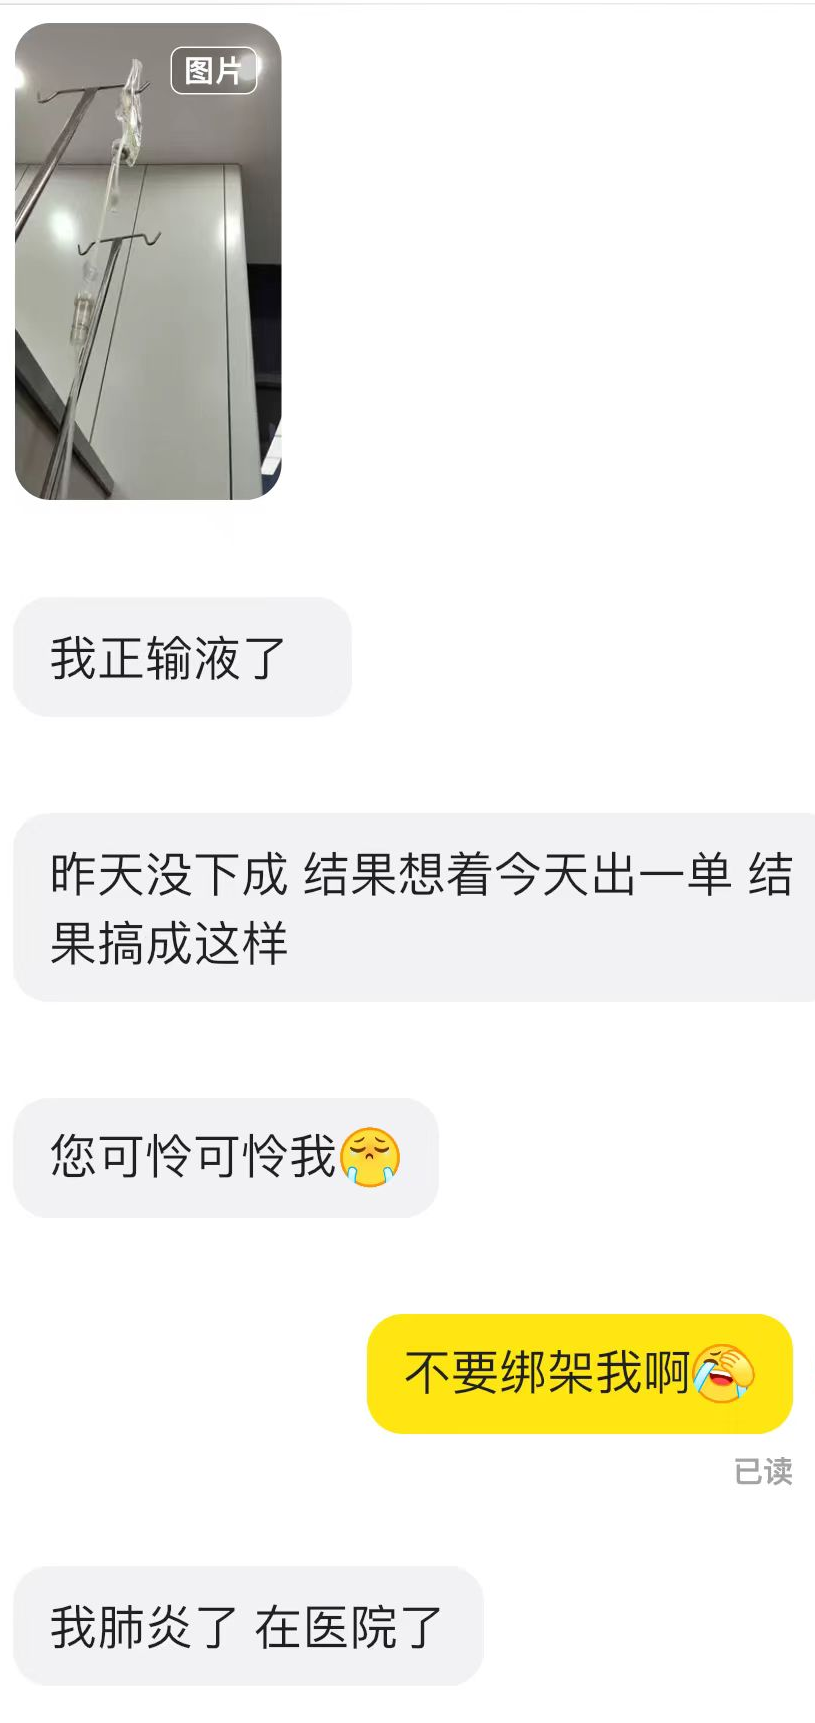 图片
我正输液了
昨天没下成 结果想着今天出一单 结
果搞成这样
您可怜可怜我
不要绑架我啊
已读
我肺炎了 在医院了